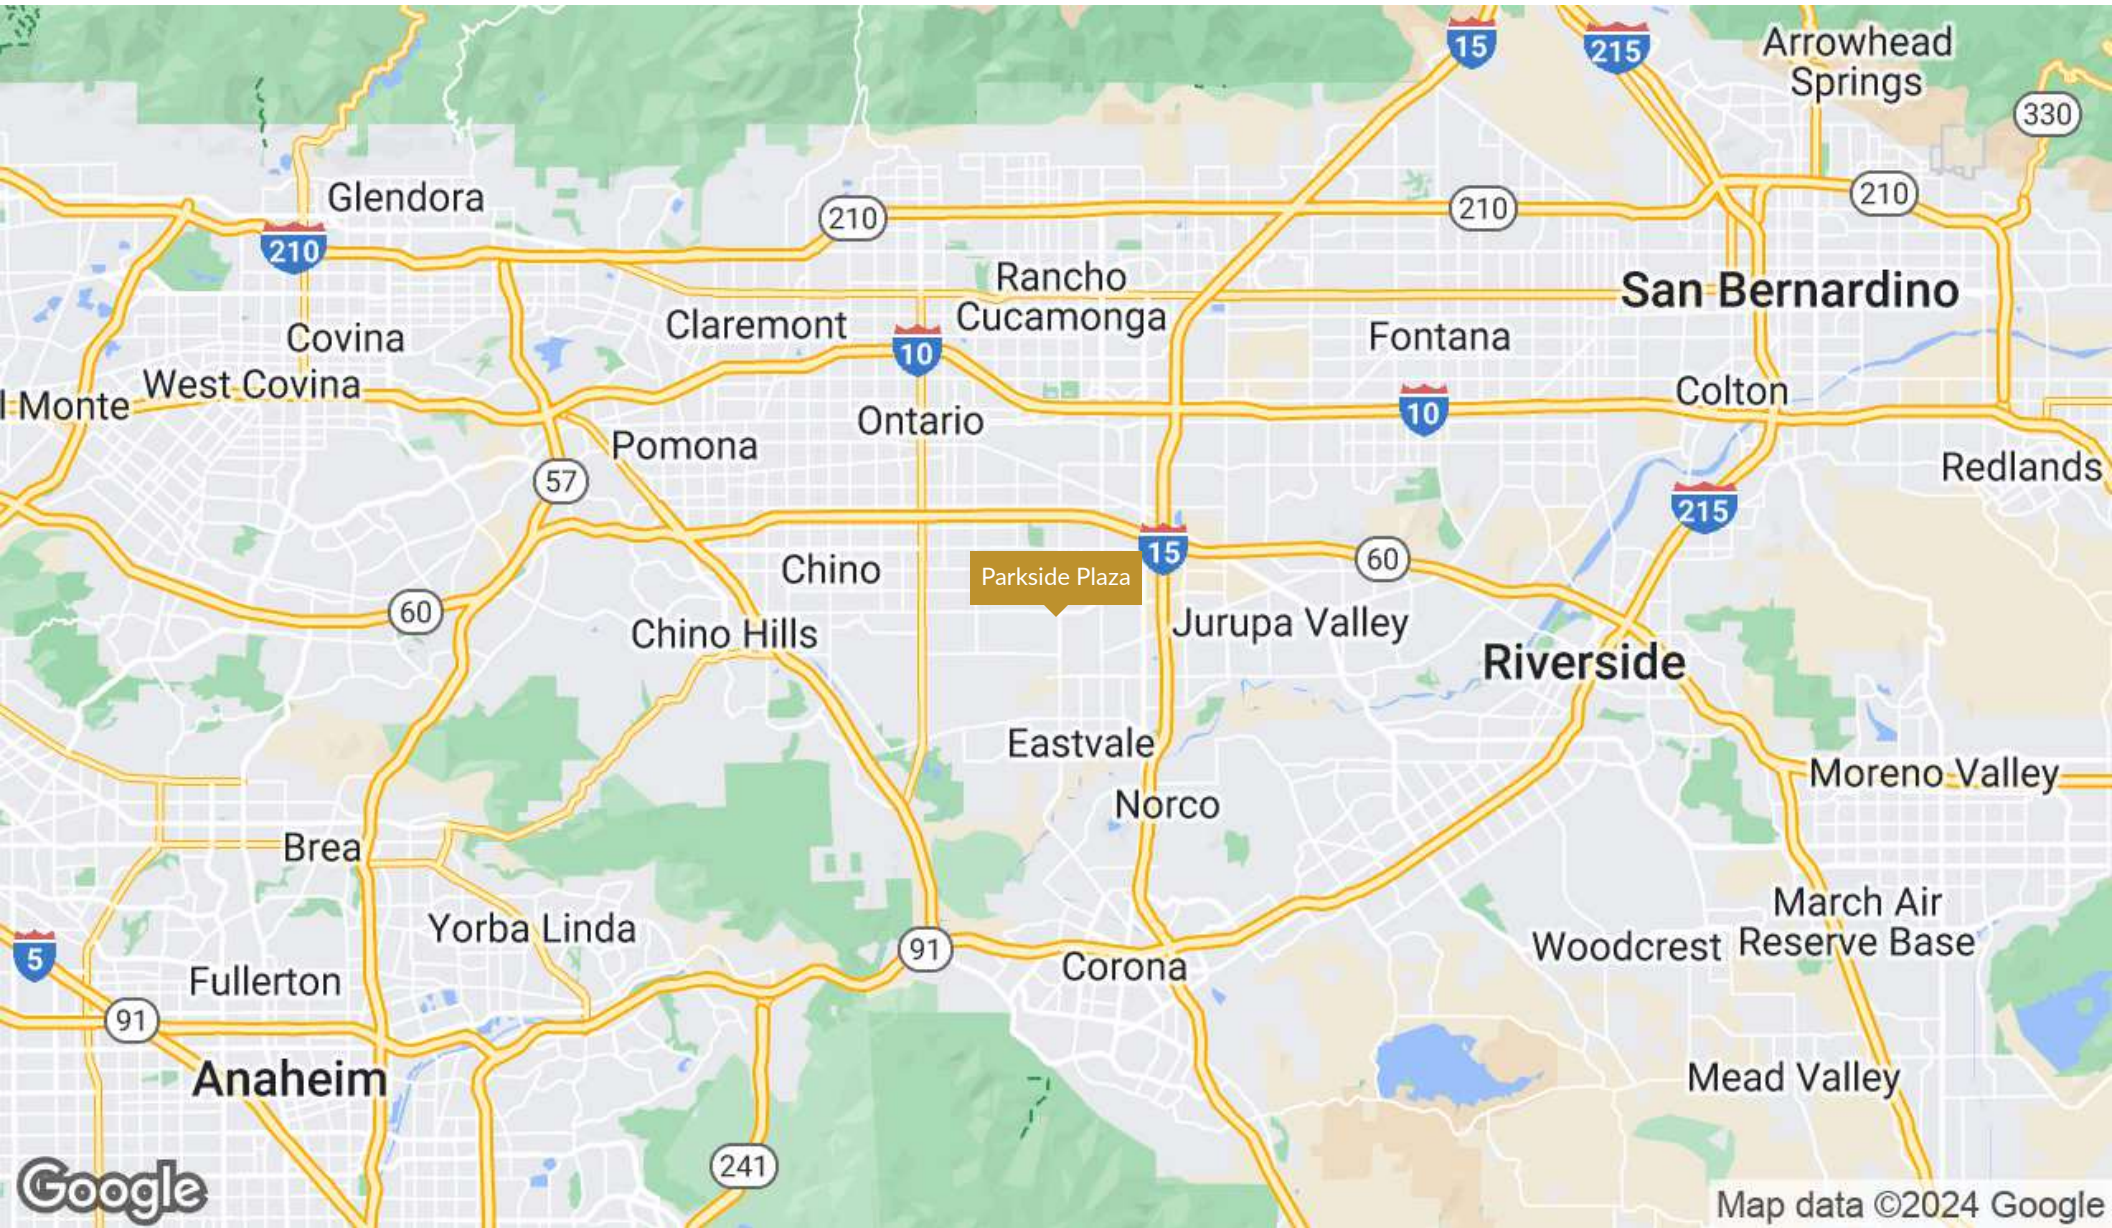 15
215
Arrowhead
Springs
330
Glendora
210
210
210
210
Rancho
Cucamonga
San Bernardino
Covina
Claremont
10
Fontana
l Monte
West Covina
Ontario
10
Colton
Pomona
57
Redlands
215
15
60
Parkside Plaza
Chino
60
Chino Hills
Jurupa Valley
Riverside
Eastvale
Moreno Valley
Norco
Brea
March Air
Reserve Base
Yorba Linda
91
Woodcrest
5
Corona
Fullerton
91
Anaheim
Mead Valley
241
Google
Map data ©2024 Google